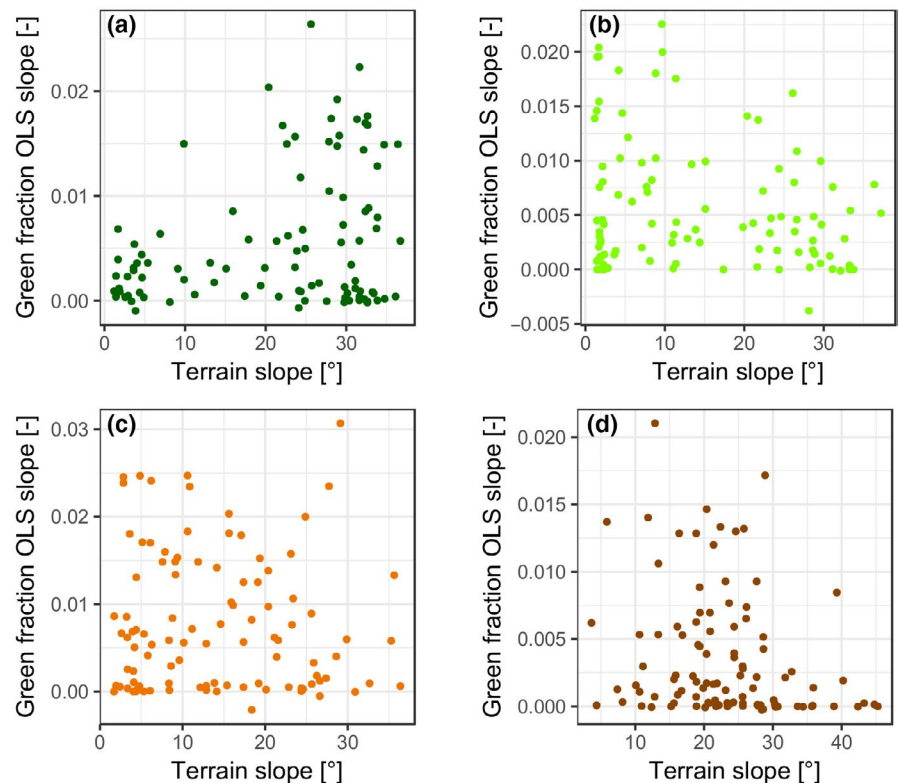 (a)
Green fraction OLS slope [-]
0.02
0.01
0.00
0 10 20 30
Terrain slope [°]
(b)
Green fraction OLS slope [-]
0.020
0.015
0.010
0.005
0.000
−0.005
0 10 20 30
Terrain slope [°]
(c)
Green fraction OLS slope [-]
0.03
0.02
0.01
0.00
0 10 20 30
Terrain slope [°]
(d)
Green fraction OLS slope [-]
0.020
0.015
0.010
0.005
0.000
10 20 30 40
Terrain slope [°]